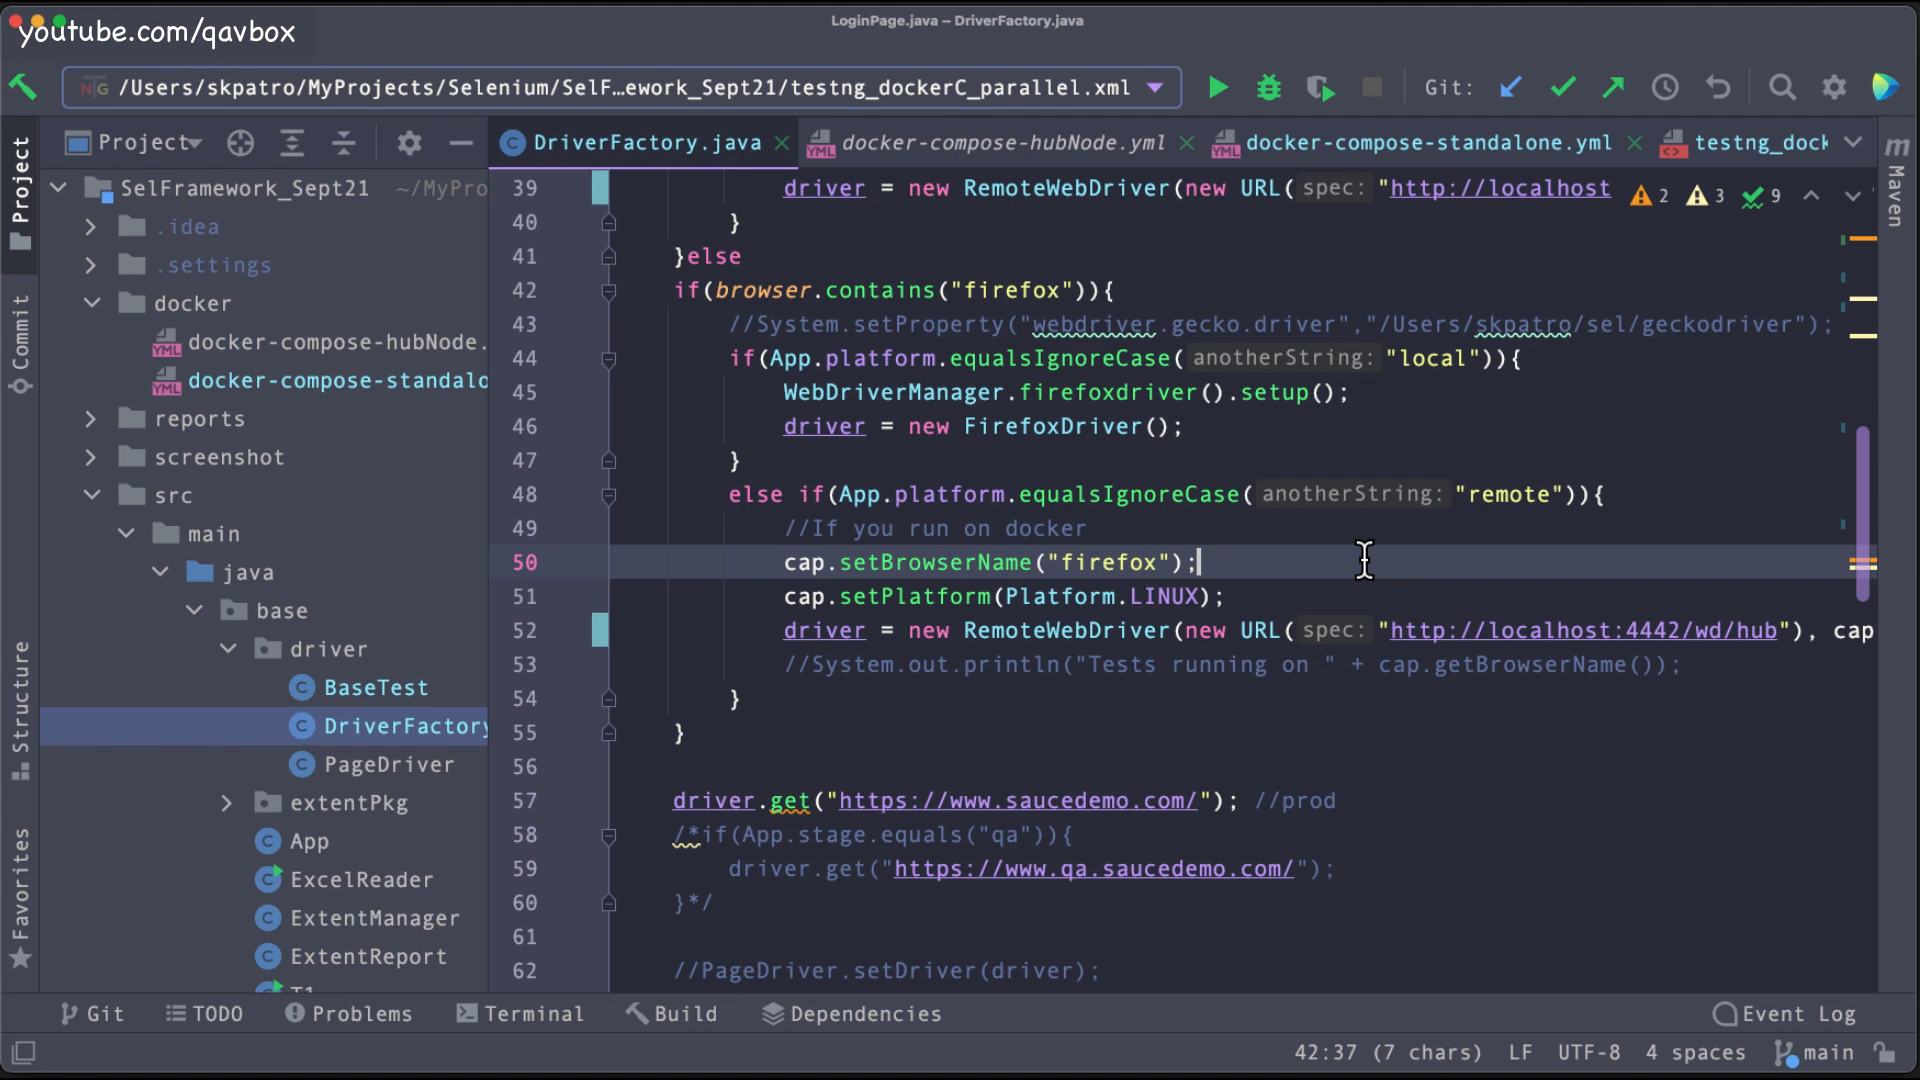 youtube.com/qavbox
LoginPage.java – DriverFactory.java
/Users/skpatro/MyProjects/Selenium/SelF…ework_Sept21/testng_dockerC_parallel.xml
Git:
Project
DriverFactory.java
docker-compose-hubNode.yml
docker-compose-standalone.yml
testng_dock
Project
Commit
Structure
Favorites
SelFramework_Sept21 ~/MyPro
.idea
.settings
docker
docker-compose-hubNode.
docker-compose-standalo
reports
screenshot
src
main
java
base
driver
BaseTest
DriverFactory
PageDriver
extentPkg
App
ExcelReader
ExtentManager
ExtentReport
T1
39 driver = new RemoteWebDriver(new URL( spec: "http://localhost
2 3 9
40 }
41 }else
42 if(browser.contains("firefox")){
43 //System.setProperty("webdriver.gecko.driver","/Users/skpatro/sel/geckodriver");
44 if(App.platform.equalsIgnoreCase( anotherString: "local")){
45 WebDriverManager.firefoxdriver().setup();
46 driver = new FirefoxDriver();
47 }
48 else if(App.platform.equalsIgnoreCase( anotherString: "remote")){
49 //If you run on docker
50 cap.setBrowserName("firefox");
51 cap.setPlatform(Platform.LINUX);
52 driver = new RemoteWebDriver(new URL( spec: "http://localhost:4442/wd/hub"), cap
53 //System.out.println("Tests running on " + cap.getBrowserName());
54 }
55 }
56
57 driver.get("https://www.saucedemo.com/"); //prod
58 /*if(App.stage.equals("qa")){
59 driver.get("https://www.qa.saucedemo.com/");
60 }*/
61
62 //PageDriver.setDriver(driver);
m
Maven
Git
TODO
Problems
Terminal
Build
Dependencies
Event Log
42:37 (7 chars) LF UTF-8 4 spaces main